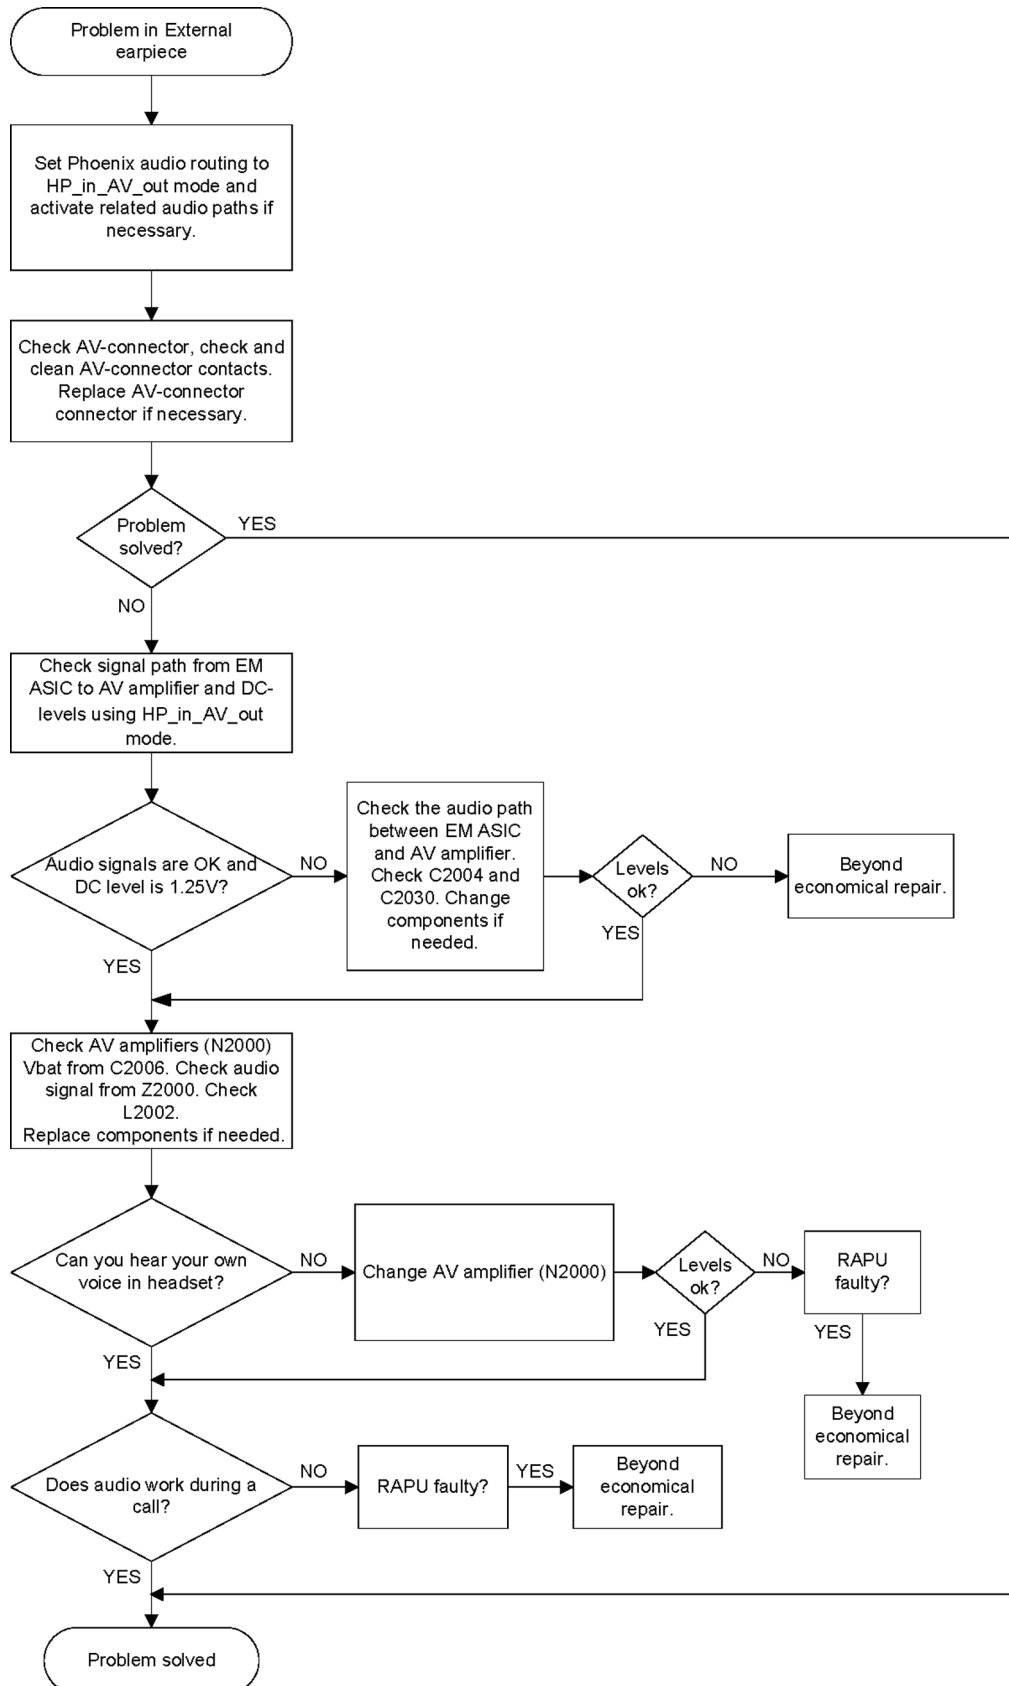 Problem in External
earpiece
Set Phoenix audio routing to
HP_in_AV_out mode and
activate related audio paths if
necessary.
Check AV-connector, check and
clean AV-connector contacts.
Replace AV-connector
connector if necessary.
Problem
solved?
YES
NO
Check signal path from EM
ASIC to AV amplifier and DC-
levels using HP_in_AV_out
mode.
Audio signals are OK and
DC level is 1.25V?
NO
YES
Check the audio path
between EM ASIC
and AV amplifier.
Check C2004 and
C2030. Change
components if
needed.
Levels
ok?
NO
YES
Beyond
economical repair.
Check AV amplifiers (N2000)
Vbat from C2006. Check audio
signal from Z2000. Check
L2002.
Replace components if needed.
Can you hear your own
voice in headset?
NO
YES
Change AV amplifier (N2000)
Levels
ok?
NO
YES
RAPU
faulty?
YES
Beyond
economical
repair.
Does audio work during a
call?
NO
YES
RAPU faulty?
YES
Beyond
economical
repair.
Problem solved